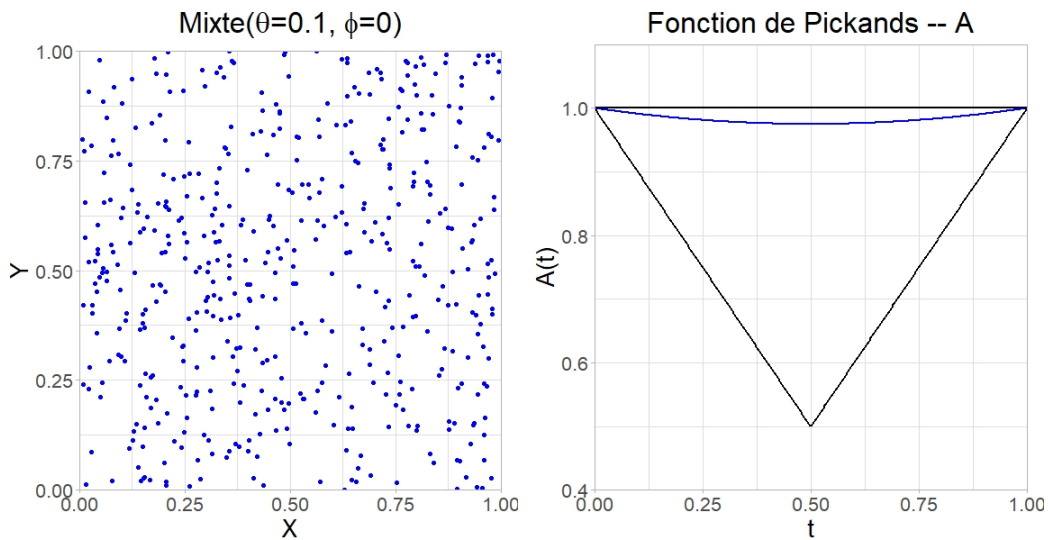 Mixte(θ=0.1, ϕ=0)
1.00
0.75
0.50
0.25
0.00
Y
0.00 0.25 0.50 0.75 1.00
X
Fonction de Pickands -- A
1.0
0.8
0.6
0.4
A(t)
0.00 0.25 0.50 0.75 1.00
t